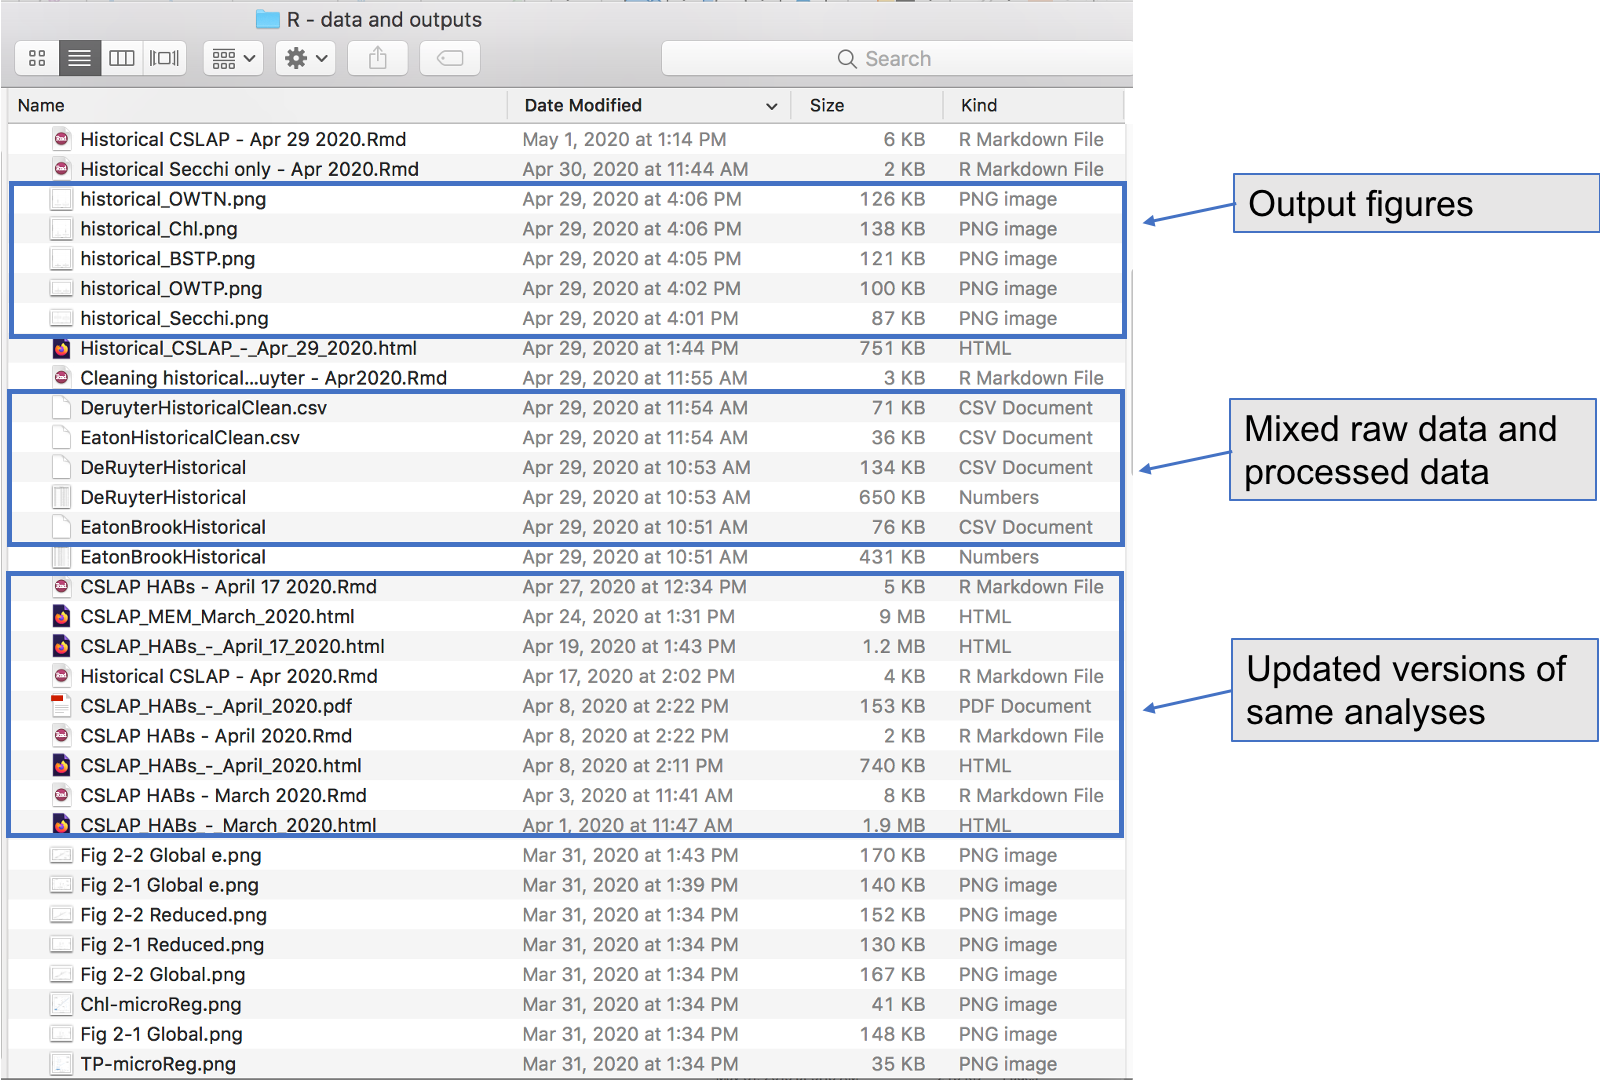 R - data and outputs
Search
Name Date Modified Size Kind
Historical CSLAP - Apr 29 2020.Rmd May 1, 2020 at 1:14 PM 6 KB R Markdown File
Historical Secchi only - Apr 2020.Rmd Apr 30, 2020 at 11:44 AM 2 KB R Markdown File
historical_OWTN.png Apr 29, 2020 at 4:06 PM 126 KB PNG image
historical_Chl.png Apr 29, 2020 at 4:06 PM 138 KB PNG image
historical_BSTP.png Apr 29, 2020 at 4:05 PM 121 KB PNG image
historical_OWTP.png Apr 29, 2020 at 4:02 PM 100 KB PNG image
historical_Secchi.png Apr 29, 2020 at 4:01 PM 87 KB PNG image
Historical_CSLAP_-_Apr_29_2020.html Apr 29, 2020 at 1:44 PM 751 KB HTML
Cleaning historical...uyter - Apr2020.Rmd Apr 29, 2020 at 11:55 AM 3 KB R Markdown File
DeruyterHistoricalClean.csv Apr 29, 2020 at 11:54 AM 71 KB CSV Document
EatonHistoricalClean.csv Apr 29, 2020 at 11:54 AM 36 KB CSV Document
DeRuyterHistorical Apr 29, 2020 at 10:53 AM 134 KB CSV Document
DeRuyterHistorical Apr 29, 2020 at 10:53 AM 650 KB Numbers
EatonBrookHistorical Apr 29, 2020 at 10:51 AM 76 KB CSV Document
EatonBrookHistorical Apr 29, 2020 at 10:51 AM 431 KB Numbers
CSLAP HABs - April 17 2020.Rmd Apr 27, 2020 at 12:34 PM 5 KB R Markdown File
CSLAP_MEM_March_2020.html Apr 24, 2020 at 1:31 PM 9 MB HTML
CSLAP_HABs_-_April_17_2020.html Apr 19, 2020 at 1:43 PM 1.2 MB HTML
Historical CSLAP - Apr 2020.Rmd Apr 17, 2020 at 2:02 PM 4 KB R Markdown File
CSLAP_HABs_-_April_2020.pdf Apr 8, 2020 at 2:22 PM 153 KB PDF Document
CSLAP HABs - April 2020.Rmd Apr 8, 2020 at 2:22 PM 2 KB R Markdown File
CSLAP_HABs_-_April_2020.html Apr 8, 2020 at 2:11 PM 740 KB HTML
CSLAP HABs - March 2020.Rmd Apr 3, 2020 at 11:41 AM 8 KB R Markdown File
CSLAP_HABs_-_March_2020.html Apr 1, 2020 at 11:47 AM 1.9 MB HTML
Fig 2-2 Global e.png Mar 31, 2020 at 1:43 PM 170 KB PNG image
Fig 2-1 Global e.png Mar 31, 2020 at 1:39 PM 140 KB PNG image
Fig 2-2 Reduced.png Mar 31, 2020 at 1:34 PM 152 KB PNG image
Fig 2-1 Reduced.png Mar 31, 2020 at 1:34 PM 130 KB PNG image
Fig 2-2 Global.png Mar 31, 2020 at 1:34 PM 167 KB PNG image
Chl-microReg.png Mar 31, 2020 at 1:34 PM 41 KB PNG image
Fig 2-1 Global.png Mar 31, 2020 at 1:34 PM 148 KB PNG image
TP-microReg.png Mar 31, 2020 at 1:34 PM 35 KB PNG image
Output figures
Mixed raw data and
processed data
Updated versions of
same analyses